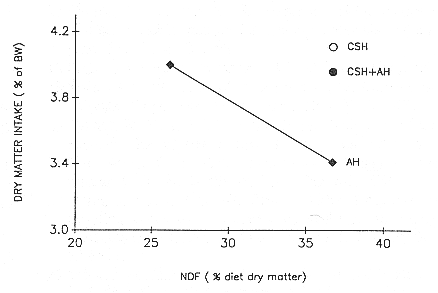 DRY MATTER INTAKE ( % of BW)
4.2
3.8
3.4
3.0
CSH
CSH+AH
AH
20 25 30 35 40
NDF ( % diet dry matter)